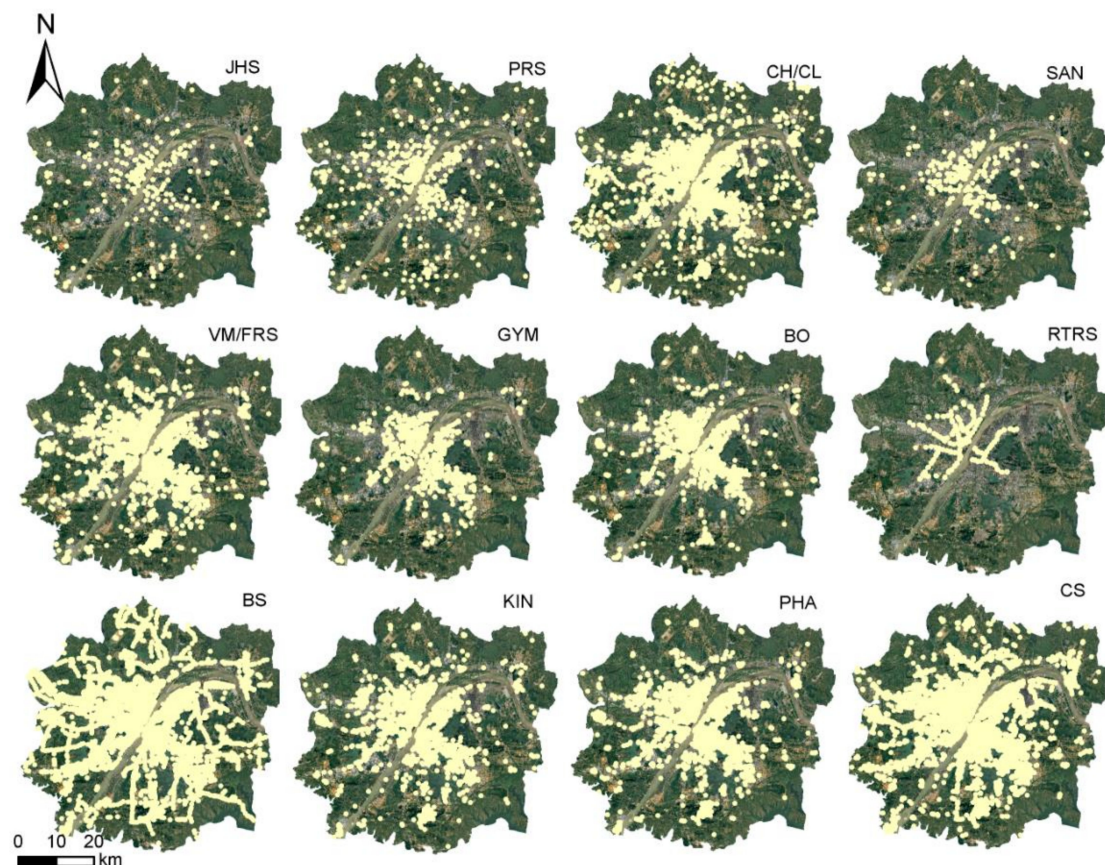 N
JHS
PRS
CH/CL
SAN
VM/FRS
GYM
BO
RTRS
BS
KIN
PHA
CS
0 10 20
km